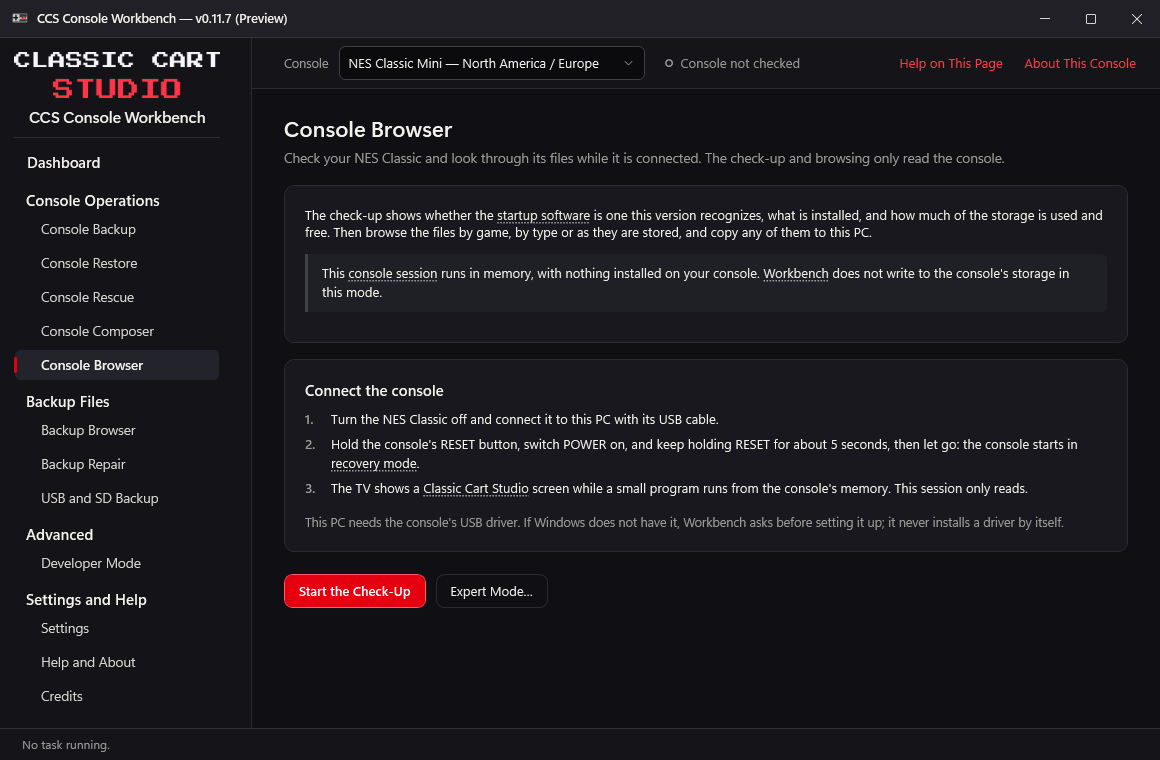 CCS Console Workbench — v0.11.7 (Preview)
CLASSIC CART
STUDIO
CCS Console Workbench
Dashboard
Console Operations
Console Backup
Console Restore
Console Rescue
Console Composer
Console Browser
Backup Files
Backup Browser
Backup Repair
USB and SD Backup
Advanced
Developer Mode
Settings and Help
Settings
Help and About
Credits
Console
NES Classic Mini — North America / Europe
Console not checked
Help on This Page
About This Console
Console Browser
Check your NES Classic and look through its files while it is connected. The check-up and browsing only read the console.
The check-up shows whether the startup software is one this version recognizes, what is installed, and how much of the storage is used and
free. Then browse the files by game, by type or as they are stored, and copy any of them to this PC.
This console session runs in memory, with nothing installed on your console. Workbench does not write to the console's storage in
this mode.
Connect the console
1. Turn the NES Classic off and connect it to this PC with its USB cable.
2. Hold the console's RESET button, switch POWER on, and keep holding RESET for about 5 seconds, then let go: the console starts in
recovery mode.
3. The TV shows a Classic Cart Studio screen while a small program runs from the console's memory. This session only reads.
This PC needs the console's USB driver. If Windows does not have it, Workbench asks before setting it up; it never installs a driver by itself.
Start the Check-Up
Expert Mode...
No task running.